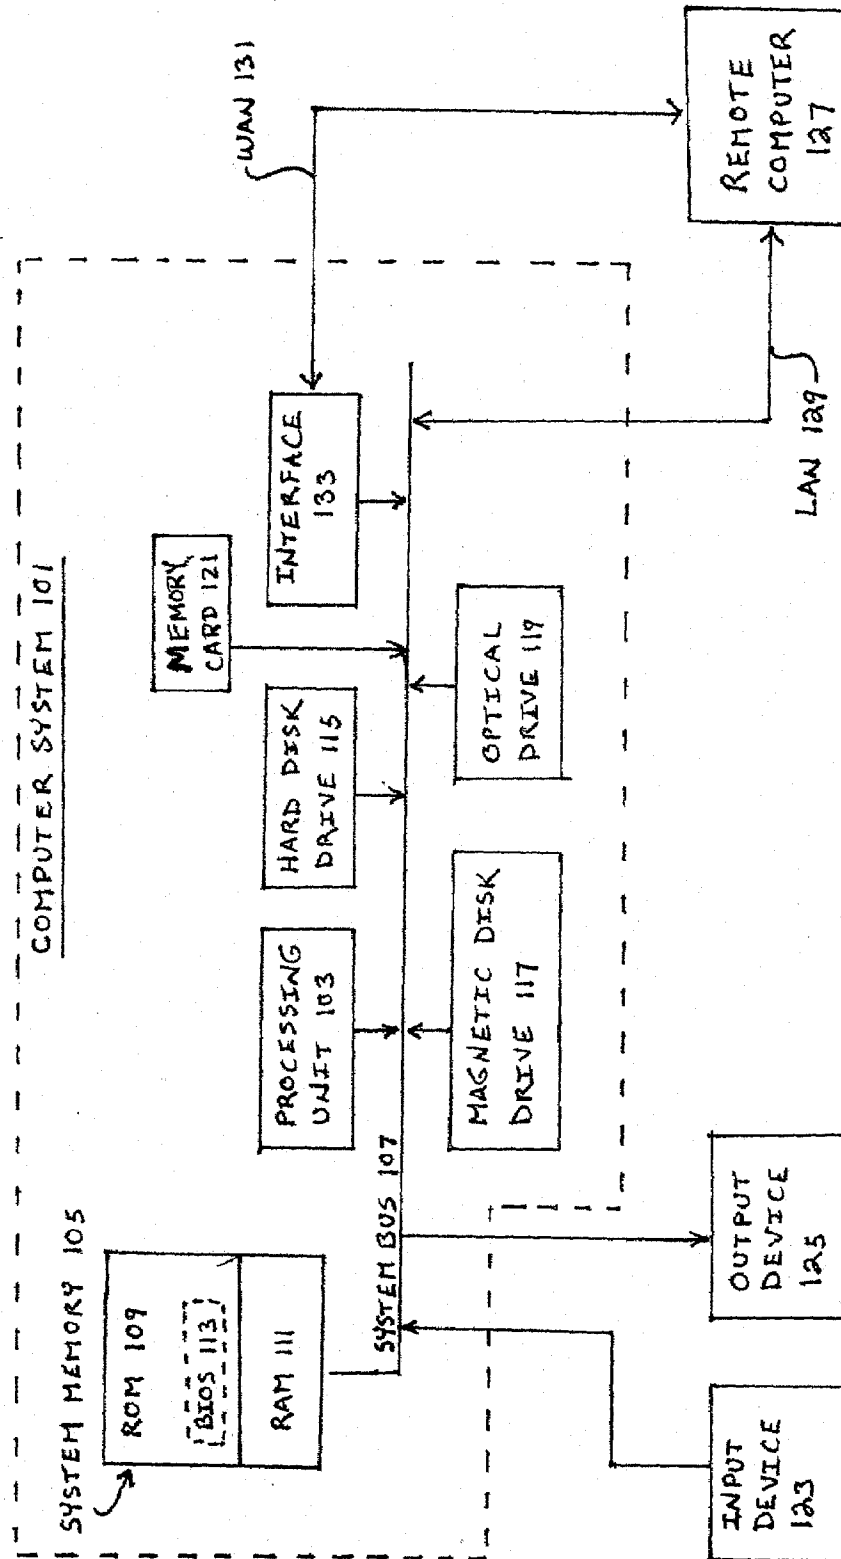 COMPUTER SYSTEM 101
SYSTEM MEMORY 105
ROM 109
BIOS 113
RAM 111
SYSTEM BUS 107
PROCESSING
UNIT 103
HARD DISK
DRIVE 115
MEMORY
CARD 121
INTERFACE
133
WAN 131
MAGNETIC DISK
DRIVE 117
OPTICAL
DRIVE 119
INPUT
DEVICE
123
OUTPUT
DEVICE
125
LAN 129
REMOTE
COMPUTER
127